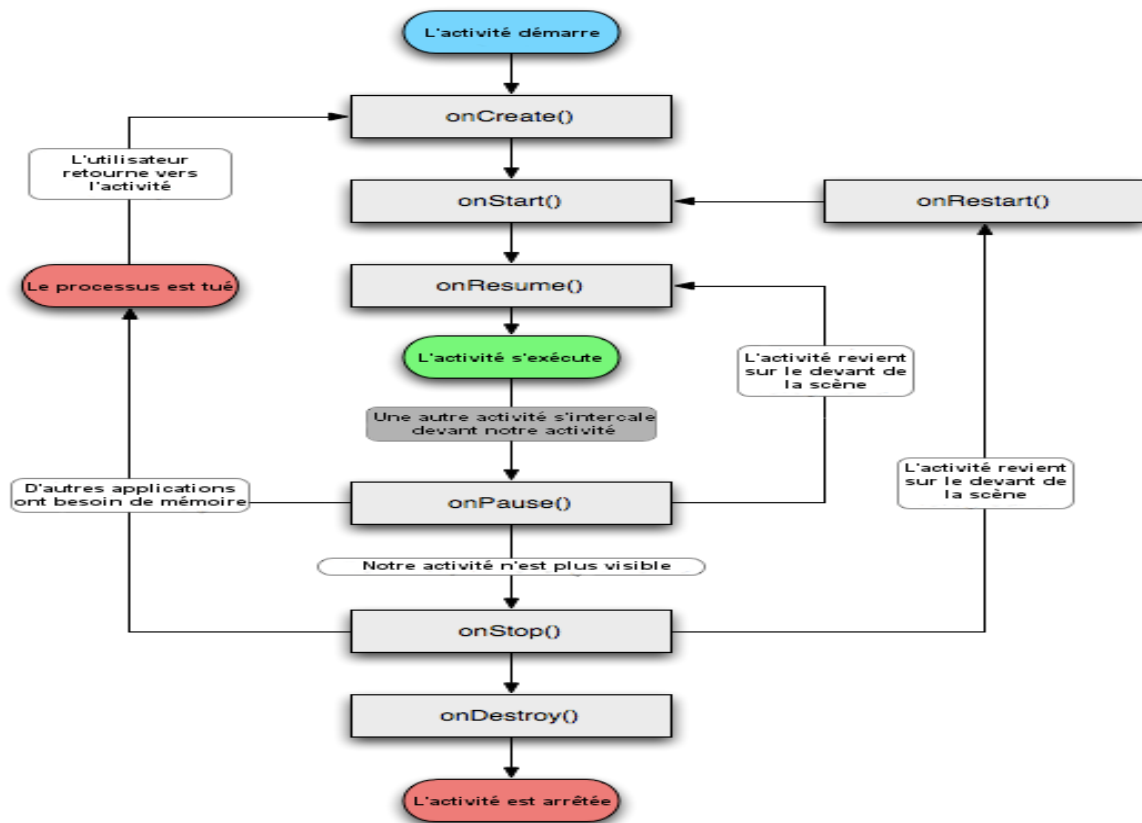 L'activité démarre
onCreate()
L'utilisateur
retourne vers
l'activité
onStart()
onRestart()
Le processus est tué
onResume()
L'activité s'exécute
L'activité revient
sur le devant de
la scène
Une autre activité s'intercale
devant notre activité
L'activité revient
sur le devant de
la scène
D'autres applications
ont besoin de mémoire
onPause()
Notre activité n'est plus visible
onStop()
onDestroy()
L'activité est arrêtée